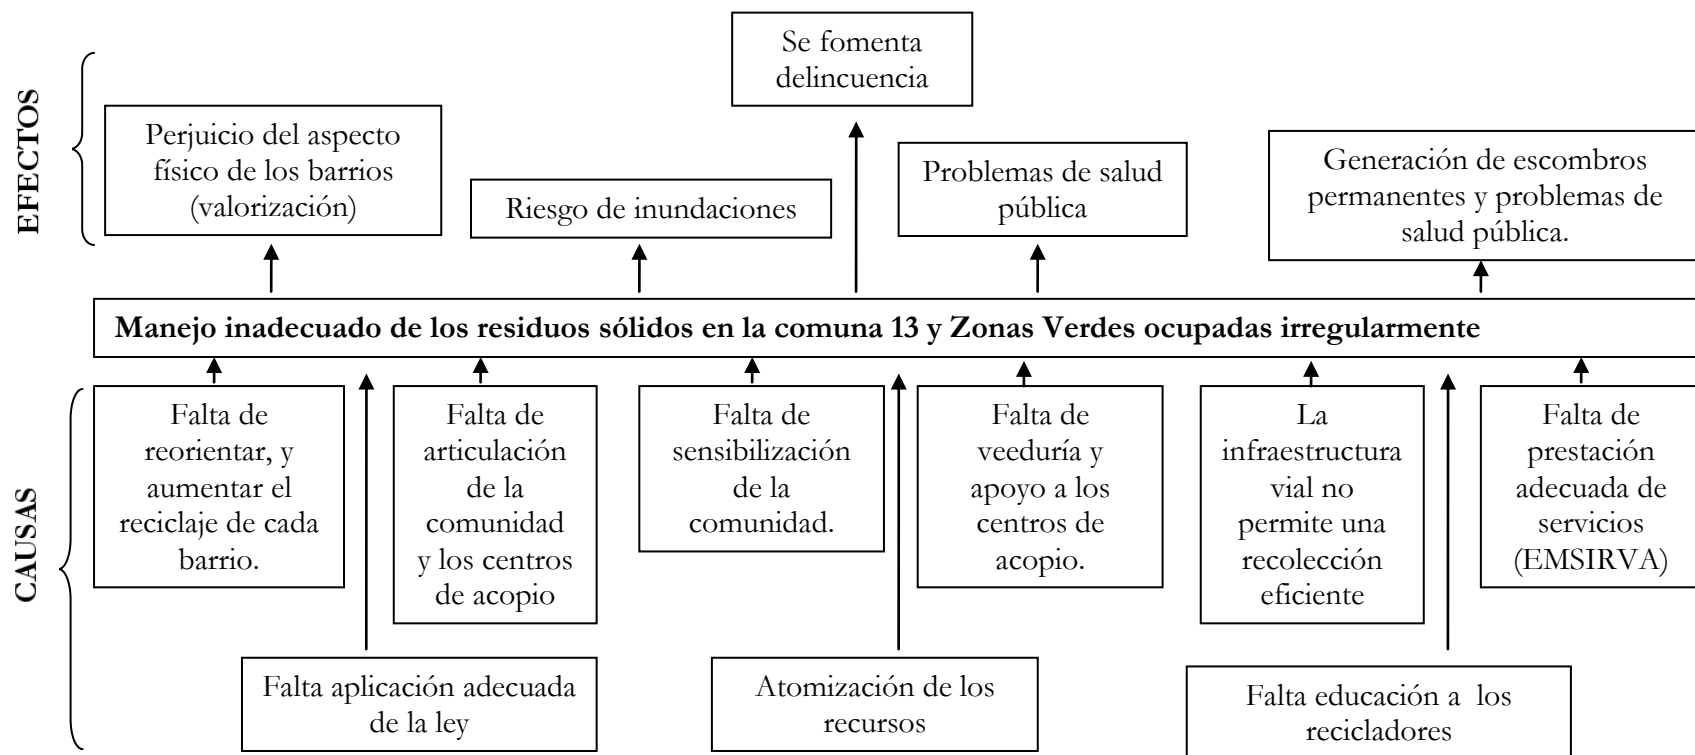 EFECTOS
Se fomenta
delincuencia
Perjuicio del aspecto
físico de los barrios
(valorización)
Riesgo de inundaciones
Problemas de salud
pública
Generación de escombros
permanentes y problemas de
salud pública.
Manejo inadecuado de los residuos sólidos en la comuna 13 y Zonas Verdes ocupadas irregularmente
CAUSAS
Falta de
reorientar, y
aumentar el
reciclaje de cada
barrio.
Falta de
articulación
de la
comunidad
y los centros
de acopio
Falta de
sensibilización
de la
comunidad.
Falta de
veeduría y
apoyo a los
centros de
acopio.
La
infraestructura
vial no
permite una
recolección
eficiente
Falta de
prestación
adecuada de
servicios
(EMSIRVA)
Falta aplicación adecuada
de la ley
Atomización de los
recursos
Falta educación a los
recicladores